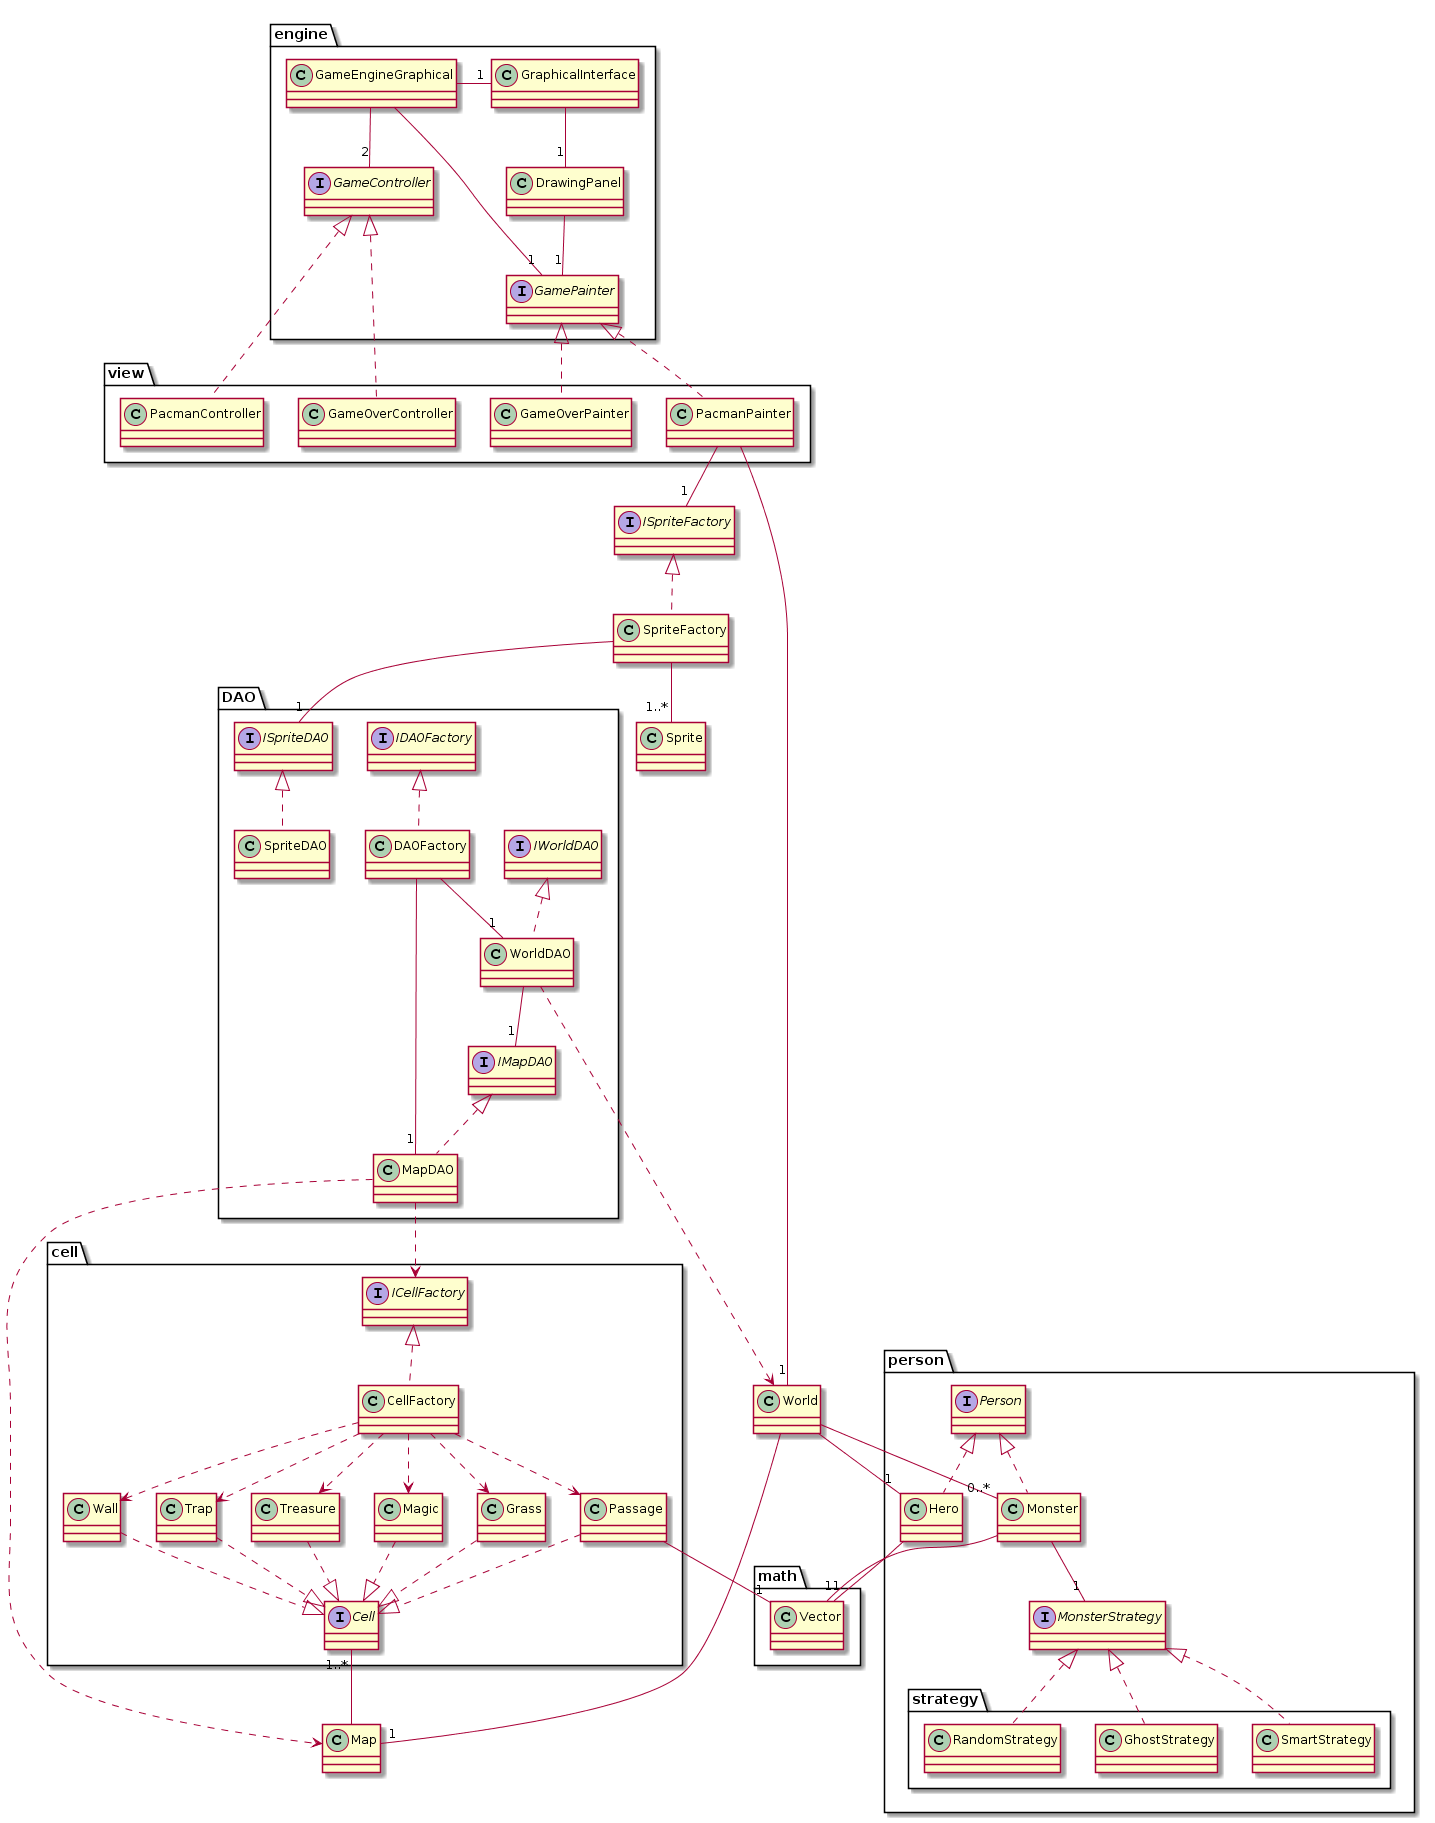 engine
C GameEngineGraphical 1 C GraphicalInterface
2 1
I GameController C DrawingPanel
1 1
I GamePainter
view
C PacmanController C GameOverController C GameOverPainter C PacmanPainter
1
I ISpriteFactory
C SpriteFactory
DAO
1 1..*
I ISpriteDAO I IDAOFactory C Sprite
C SpriteDAO C DAOFactory I IWorldDAO
1
C WorldDAO
1
I IMapDAO
1
C MapDAO
cell
I ICellFactory
person
1
C CellFactory C World I Person
1 0..*
C Wall C Trap C Treasure C Magic C Grass C Passage C Hero C Monster
math
1 11 1
I Cell C Vector I MonsterStrategy
1..*
strategy
C Map 1 C RandomStrategy C GhostStrategy C SmartStrategy